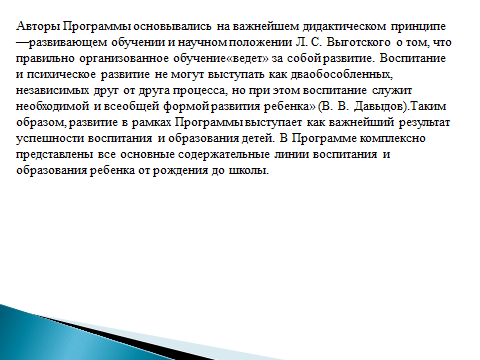 Авторы Программы основывались на важнейшем дидактическом принципе
—развивающем обучении и научном положении Л. С. Выготского о том, что
правильно организованное обучение«ведет» за собой развитие. Воспитание
и психическое развитие не могут выступать как дваобособленных,
независимых друг от друга процесса, но при этом воспитание служит
необходимой и всеобщей формой развития ребенка» (В. В. Давыдов).Таким
образом, развитие в рамках Программы выступает как важнейший результат
успешности воспитания и образования детей. В Программе комплексно
представлены все основные содержательные линии воспитания и
образования ребенка от рождения до школы.